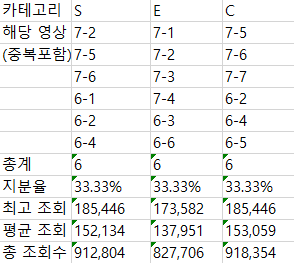 카테고리 S E C
해당 영상 7-2 7-1 7-5
(중복포함) 7-5 7-2 7-6
7-6 7-3 7-7
6-1 7-4 6-2
6-2 6-3 6-4
6-4 6-6 6-5
총계 6 6 6
지분율 33.33% 33.33% 33.33%
최고 조회 185,446 173,582 185,446
평균 조회 152,134 137,951 153,059
총 조회수 912,804 827,706 918,354